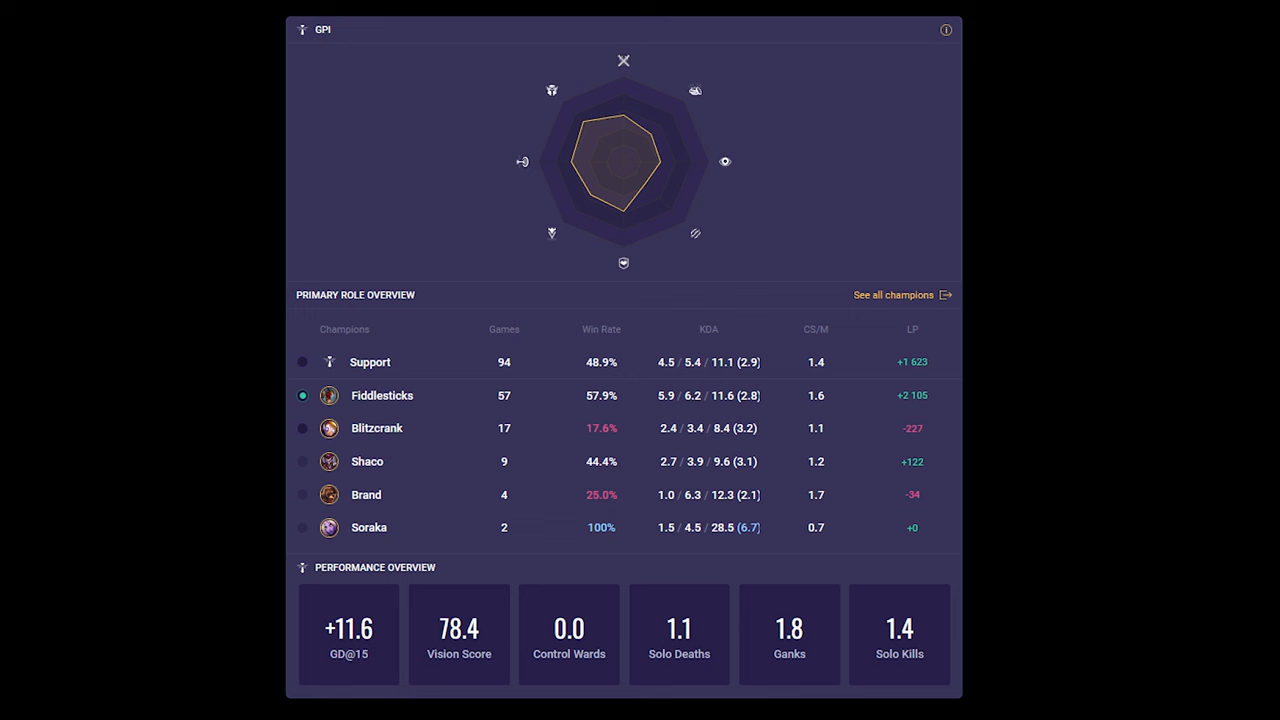 GPI
PRIMARY ROLE OVERVIEW See all champions
Champions Games Win Rate KDA CS/M LP
Support 94 48.9% 4.5 / 5.4 / 11.1 (2.9) 1.4 +1 623
Fiddlesticks 57 57.9% 5.9 / 6.2 / 11.6 (2.8) 1.6 +2 105
Blitzcrank 17 17.6% 2.4 / 3.4 / 8.4 (3.2) 1.1 -227
Shaco 9 44.4% 2.7 / 3.9 / 9.6 (3.1) 1.2 +122
Brand 4 25.0% 1.0 / 6.3 / 12.3 (2.1) 1.7 -34
Soraka 2 100% 1.5 / 4.5 / 28.5 (6.7) 0.7 +0
PERFORMANCE OVERVIEW
+11.6 78.4 0.0 1.1 1.8 1.4
GD@15 Vision Score Control Wards Solo Deaths Ganks Solo Kills